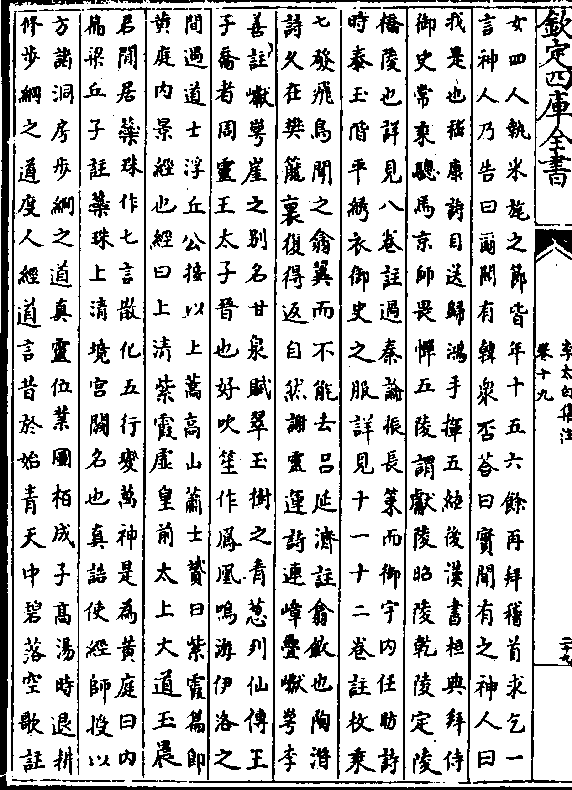 欽定四庫全書
李太白集注
卷十九
二十九
女四人執采旄之節皆年十五六餘再拜稽首求乞一
言神人乃告曰爾聞有韓衆否荅曰實聞有之神人曰
我是也嵇康詩目送歸鴻手揮五絃後漢書桓典拜侍
御史常乘驄馬京師畏憚五陵謂獻陵昭陵乾陵定陵
橋陵也詳見八卷註過秦論振長策而御宇內任昉詩
時泰玉階平綉衣御史之服詳見十一十二卷註枚乘
七發飛鳥聞之翕翼而不能去呂延濟註翕斂也陶潛
詩久在樊籠裏復得返自然謝靈運詩連嶂疊巘崿李
善註巘崿崖之别名甘泉賦翠玉樹之青葱列仙傳王
子喬者周靈王太子晉也好吹笙作鳳凰鳴游伊洛之
間遇道士浮丘公接以上嵩高山蕭士贇曰紫霞篇即
黄庭内景經也經曰上清紫霞虛皇前太上大道玉晨
君閒居蘂珠作七言散化五行變萬神是為黄庭曰内
篇梁丘子註蘂珠上清境宮闕名也真誥使經師授以
方諸洞房步綱之道真靈位業圖栢成子高湯時退耕
修步綱之道度人經道言昔於始青天中碧落空歌註